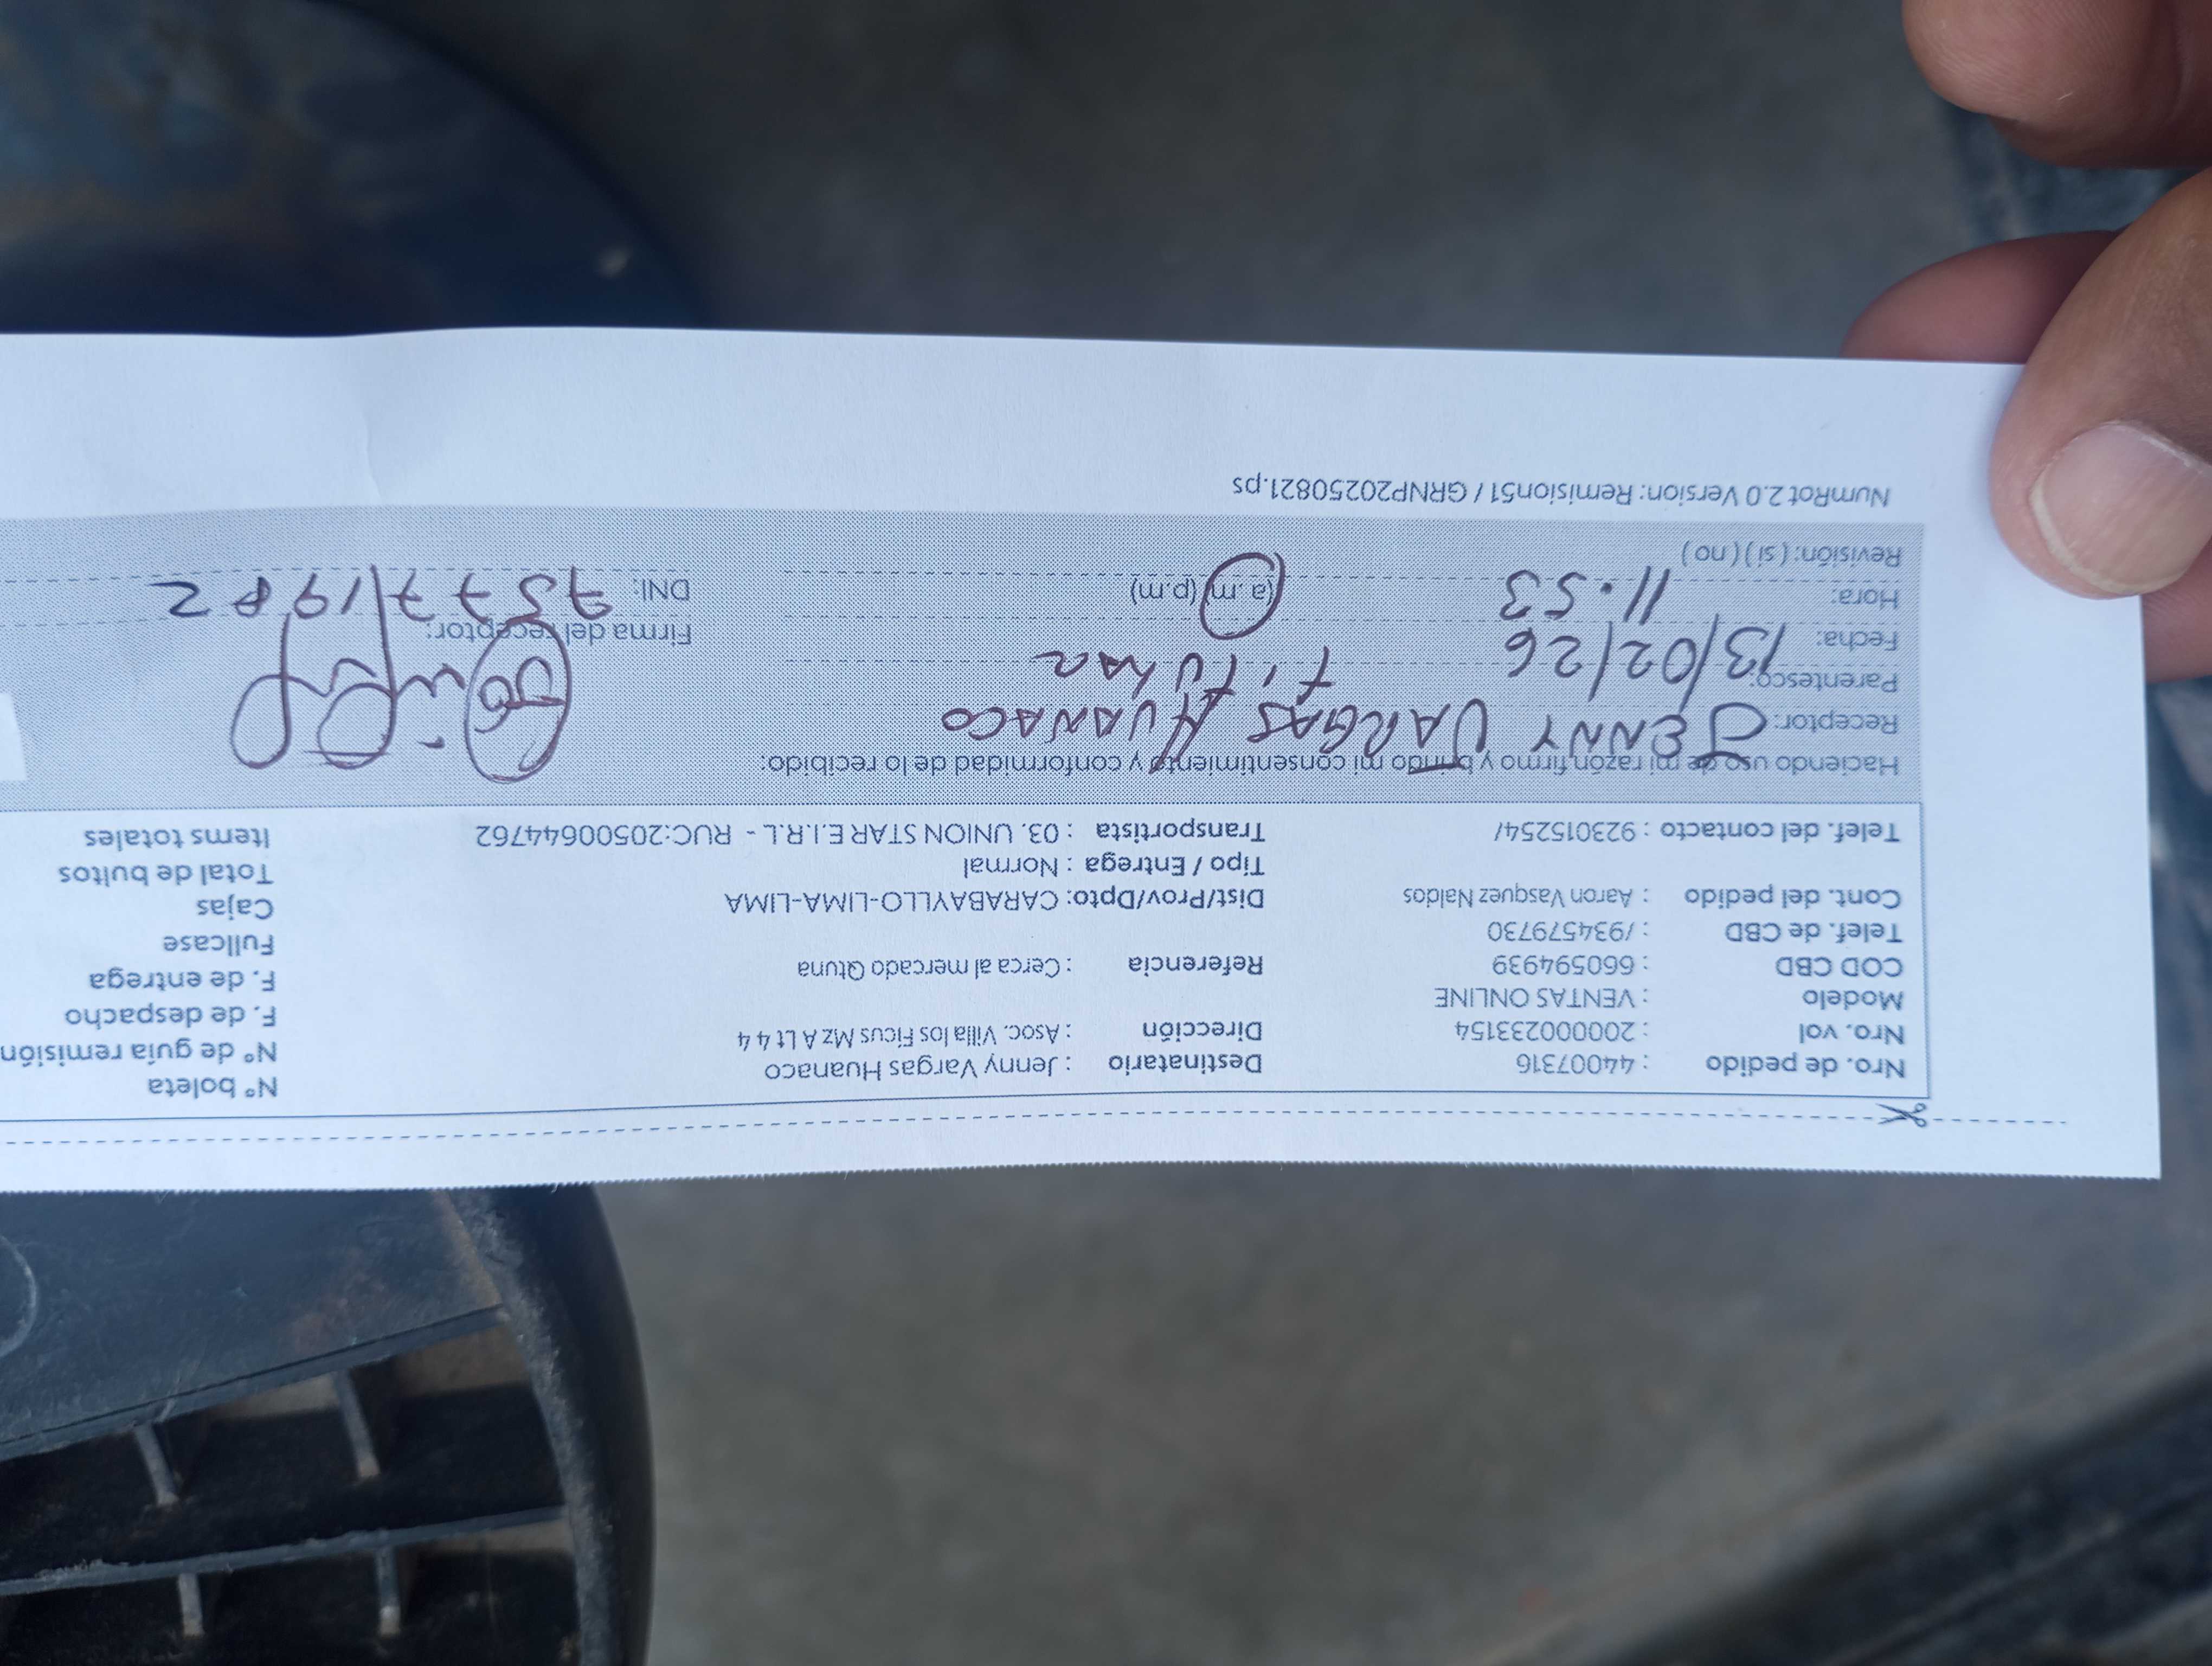 Nro. de pedido : 44007316 Destinatario : Jenny Vargas Huanaco N° boleta
Nro. vol : 20000233154 Dirección : Asoc. Villa los Ficus Mz A Lt 4 4 N° de guía remisión
Modelo : VENTAS ONLINE F. de despacho
COD CBD : 660594939 Referencia : Cerca al mercado Qtuna F. de entrega
Telef. de CBD : /934579730 Fullcase
Cont. del pedido : Aaron Vasquez Naldos Dist/Prov/Dpto: CARABAYLLO-LIMA-LIMA Cajas
Tipo / Entrega : Normal Total de bultos
Telef. del contacto : 923015254/ Transportista : 03. UNION STAR E.I.R.L - RUC:20500644762 Items totales
Haciendo uso de mi razón firmo y brindo mi consentimiento y conformidad de lo recibido:
Receptor: JENNY VARGAS HUANACO
Parentesco:
Fecha: 13/02/26 Firma del receptor:
Hora: 11.53 (a.m) (p.m) DNI:
Revisión: ( si ) ( no )
NumRot 2.0 Version: Remision51 / GRNP20250821.ps